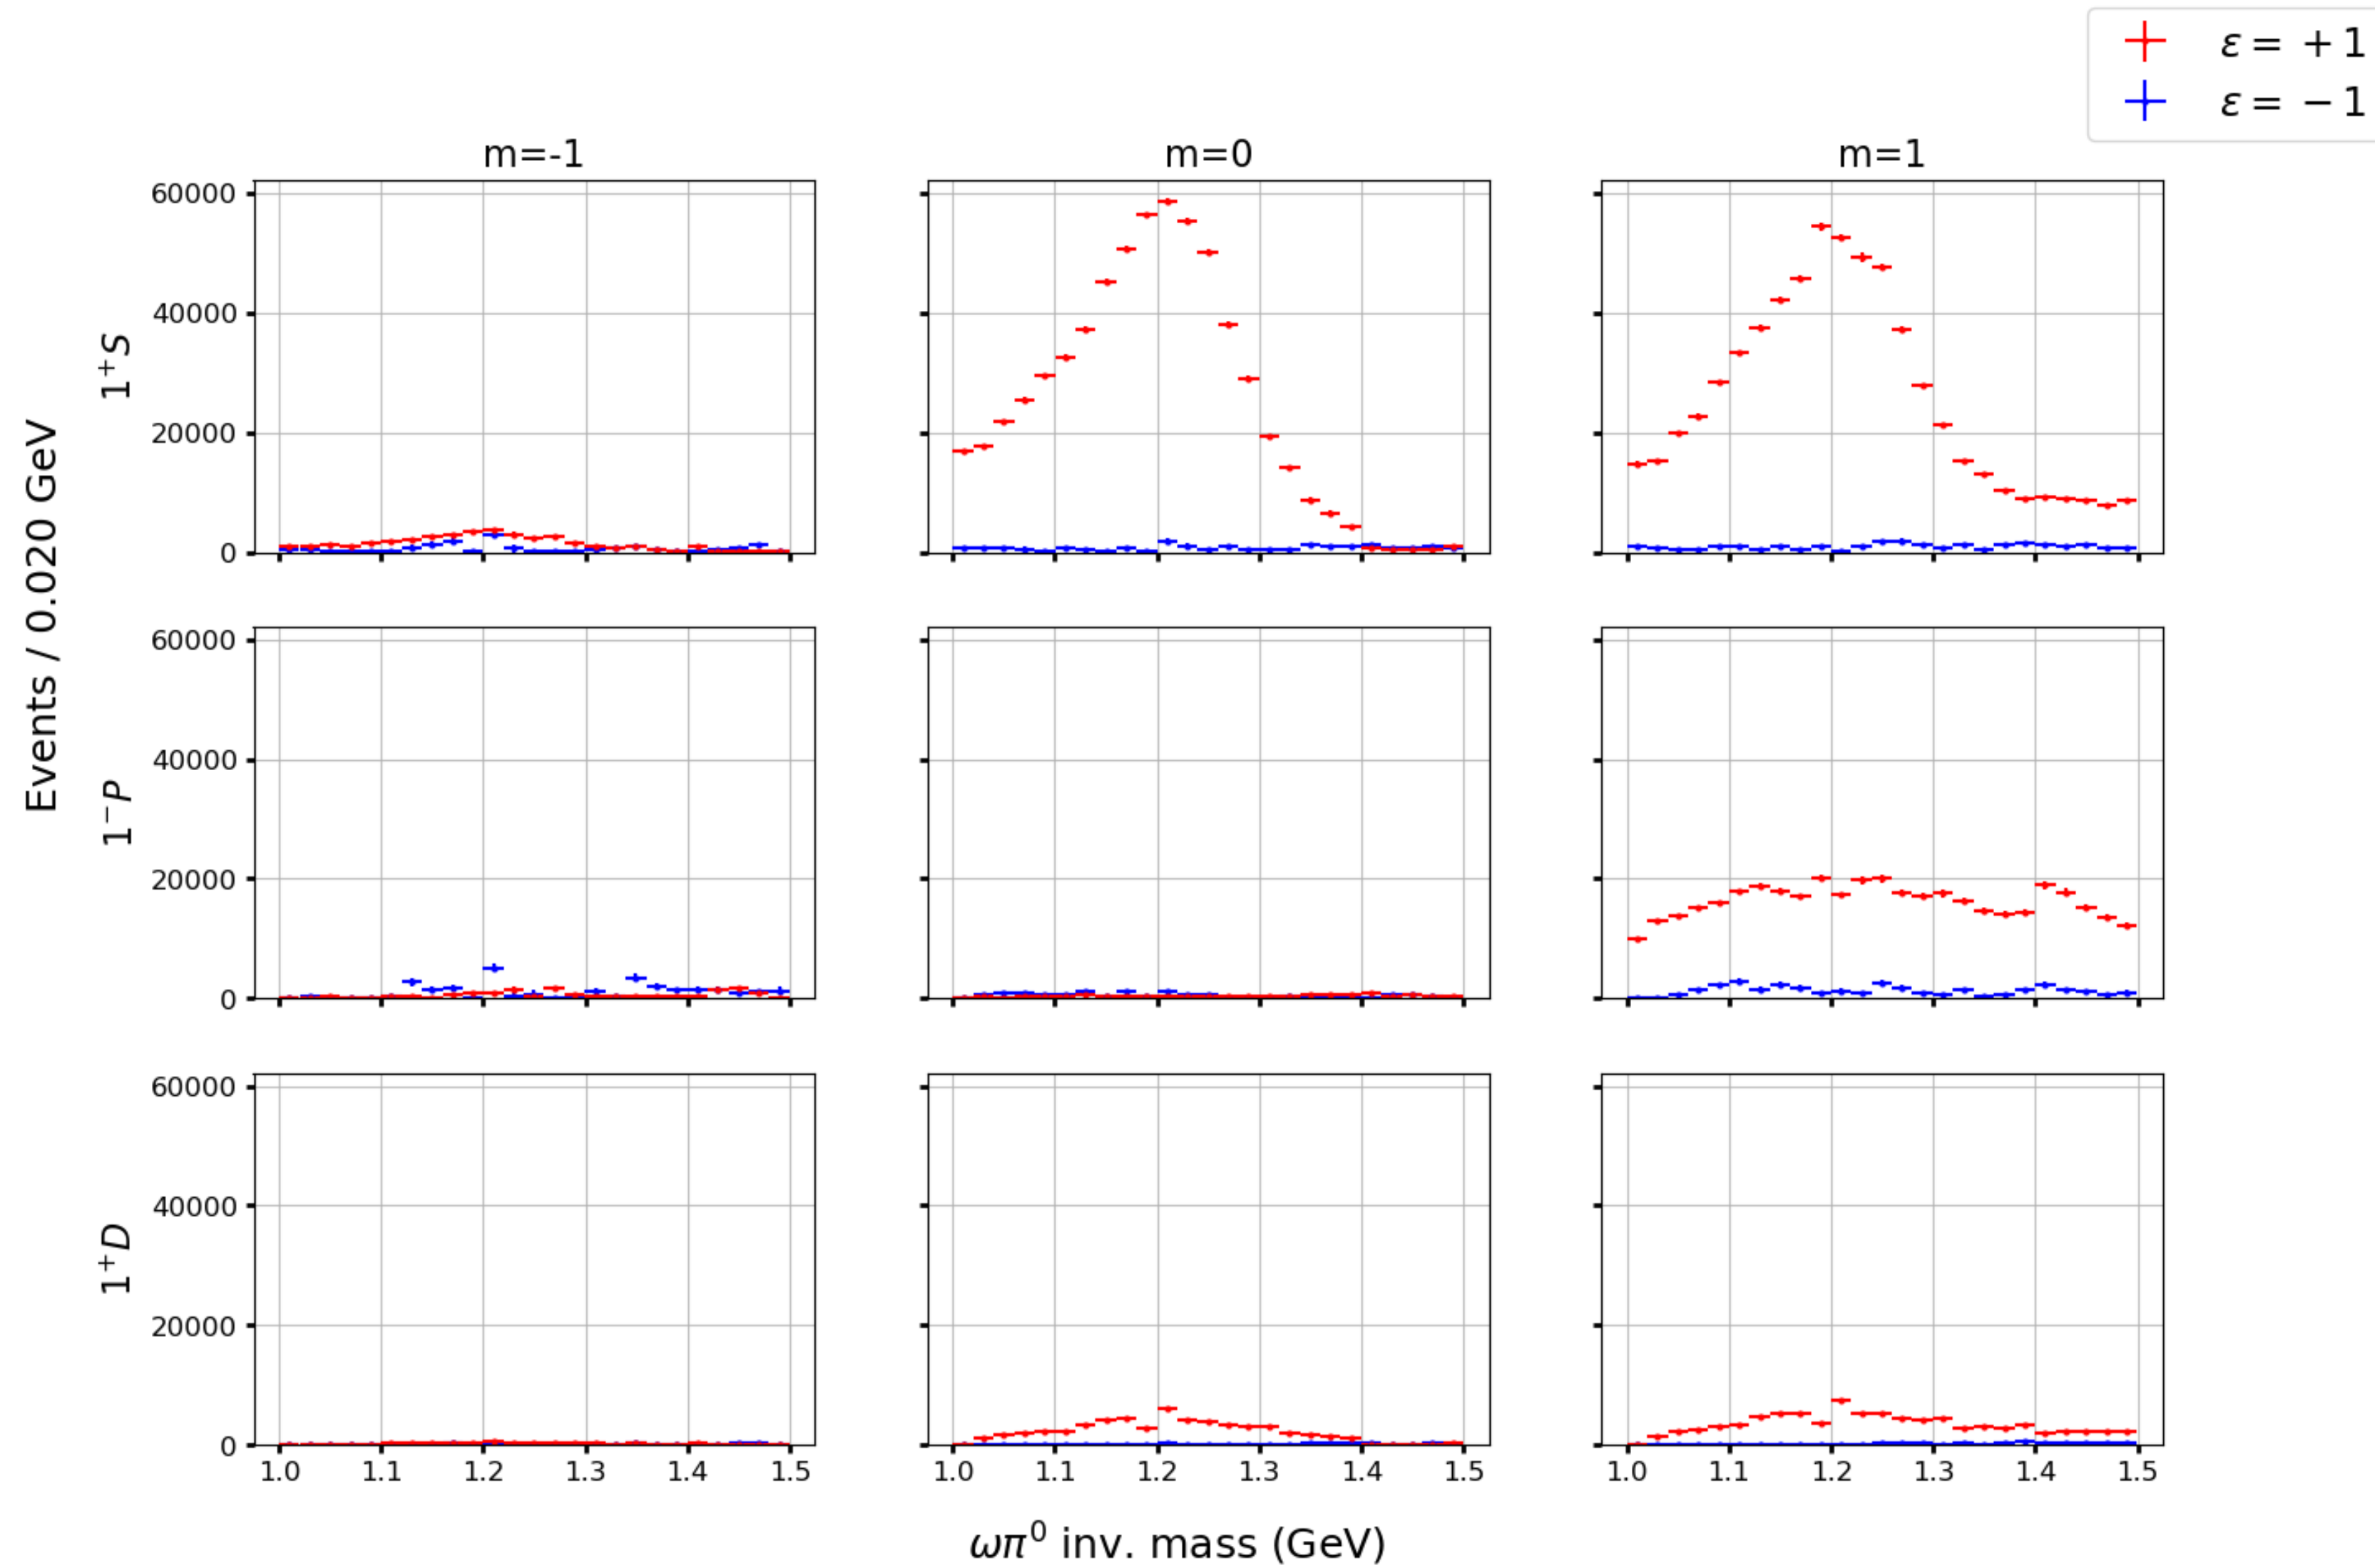 ε = +1
ε = −1
m=-1 m=0 m=1
Events / 0.020 GeV
1⁺S
60000
40000
20000
0
1⁻P
60000
40000
20000
0
1⁺D
60000
40000
20000
0
1.0 1.1 1.2 1.3 1.4 1.5 1.0 1.1 1.2 1.3 1.4 1.5 1.0 1.1 1.2 1.3 1.4 1.5
ωπ⁰ inv. mass (GeV)